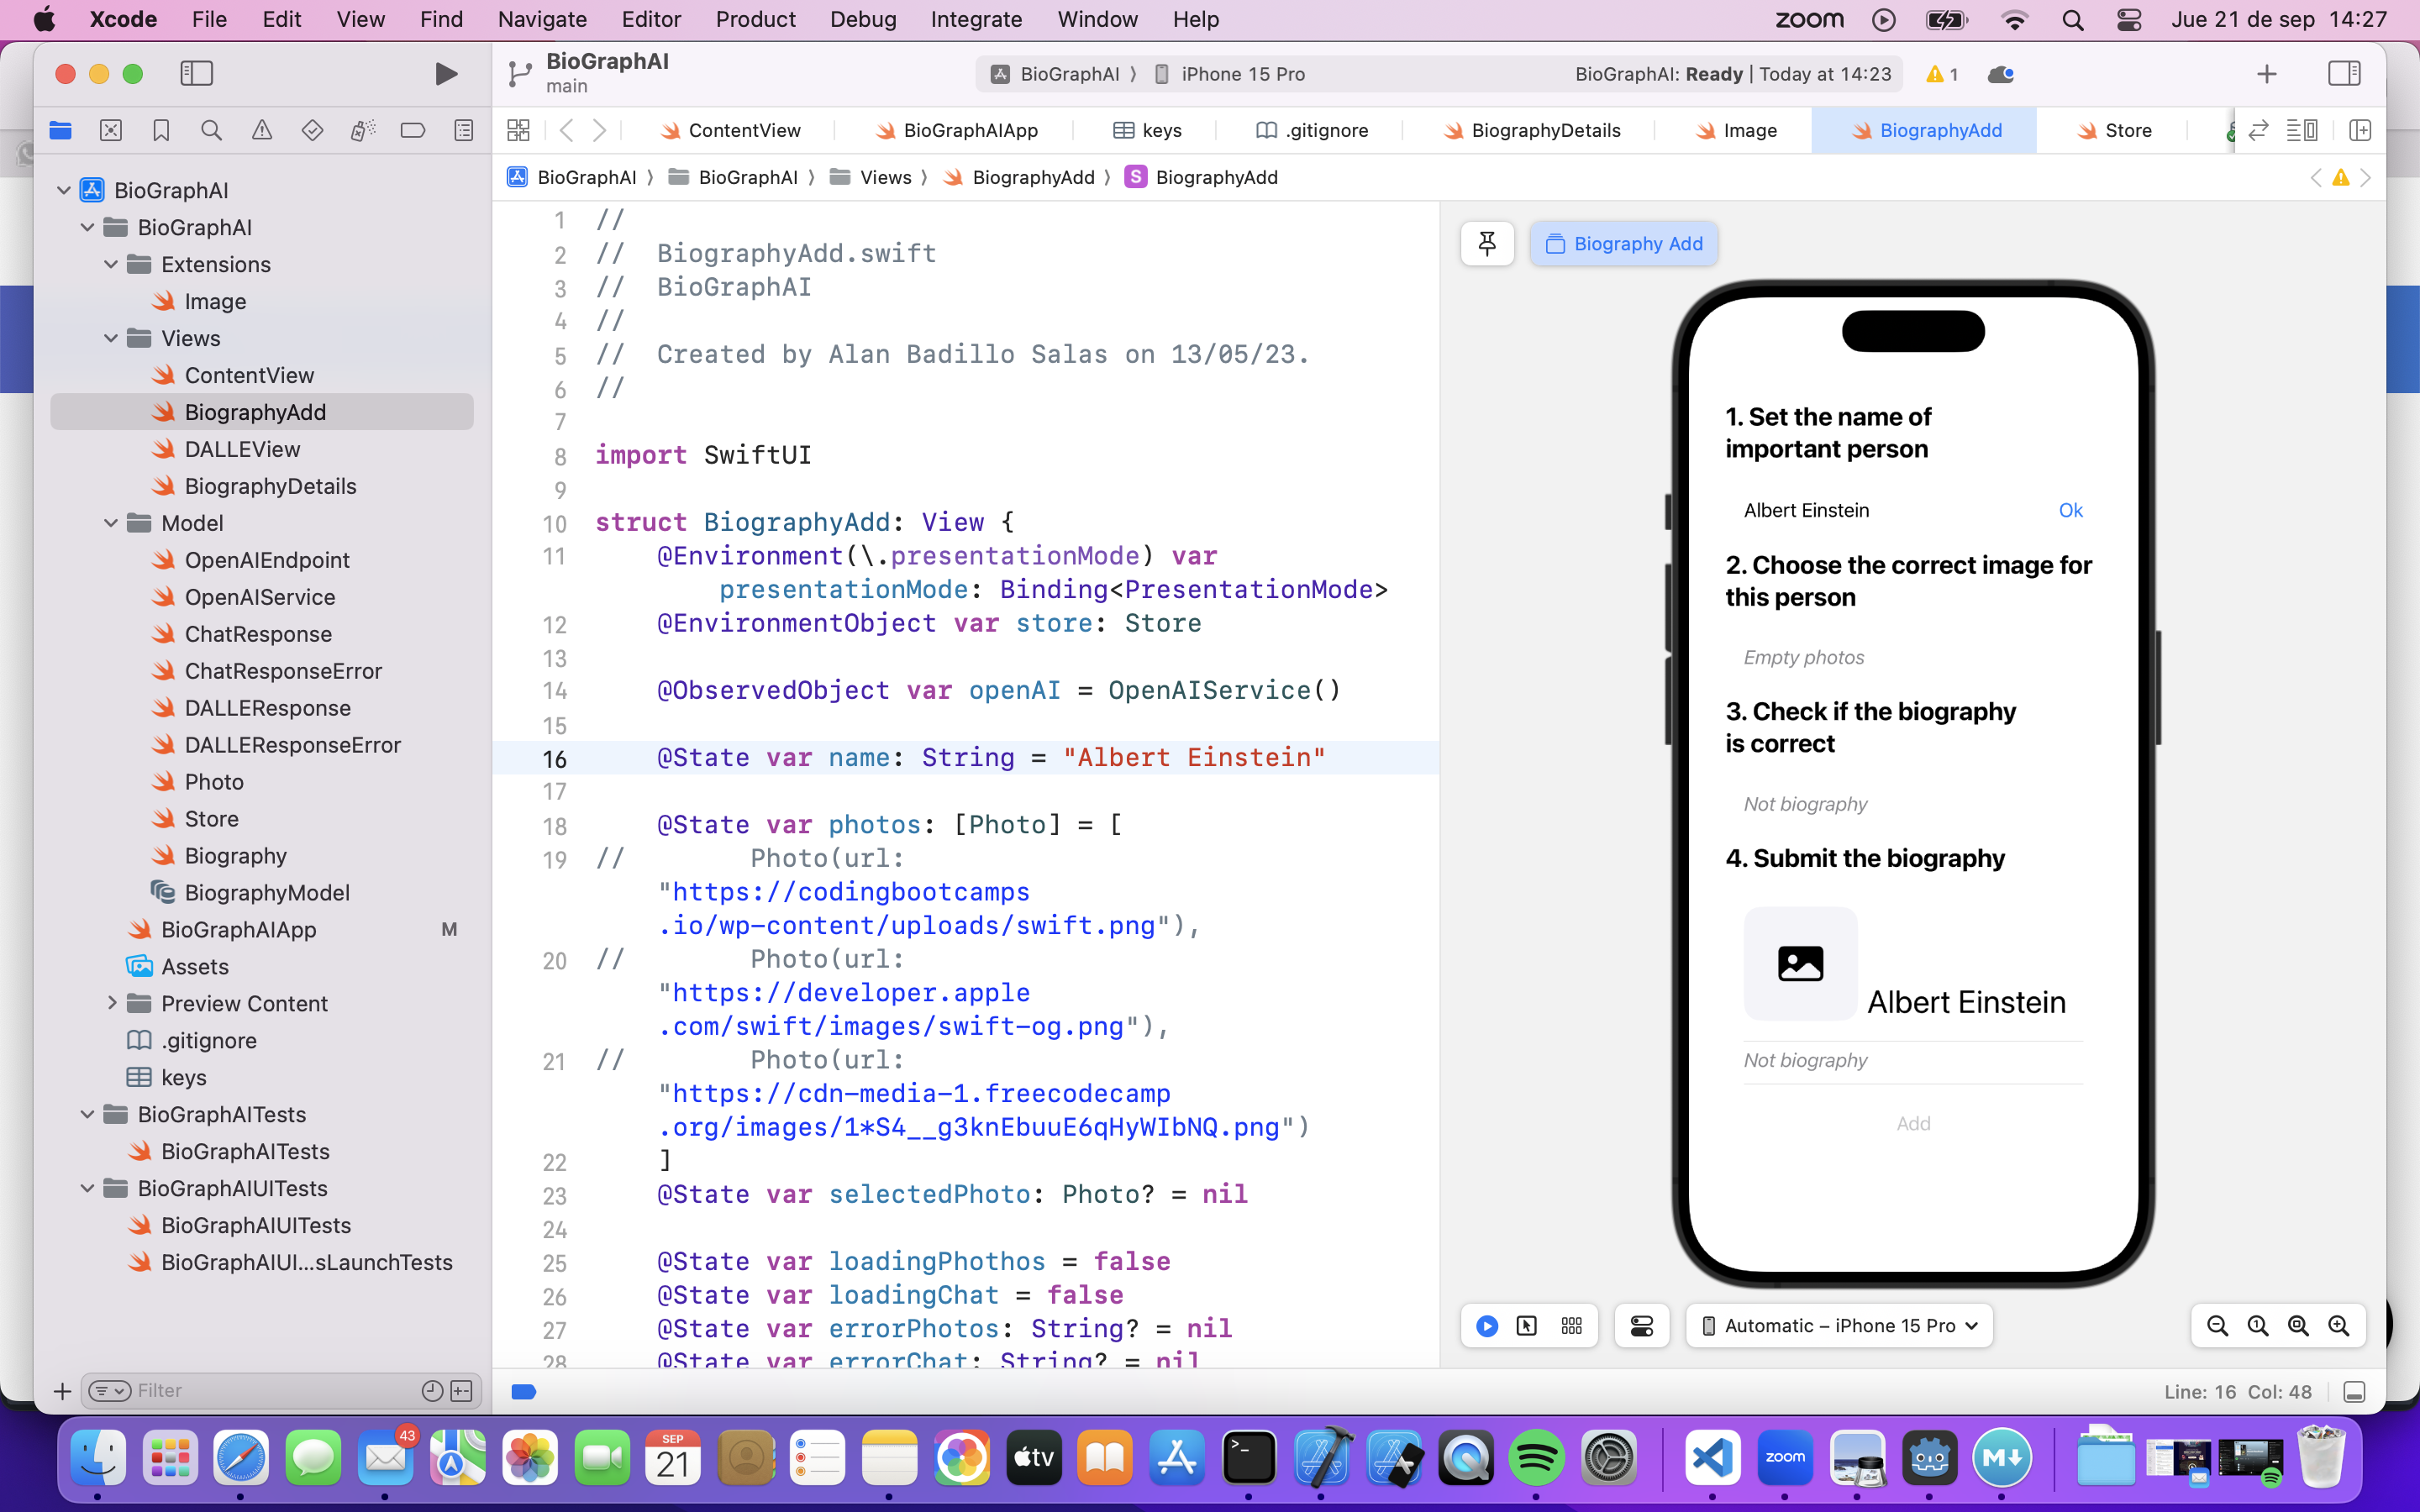 Xcode File Edit View Find Navigate Editor Product Debug Integrate Window Help
zoom Jue 21 de sep 14:27
BioGraphAI
main
BioGraphAI ⟩ iPhone 15 Pro
BioGraphAI: Ready | Today at 14:23
1
ContentView BioGraphAIApp keys .gitignore BiographyDetails Image BiographyAdd Store
BioGraphAI ⟩ BioGraphAI ⟩ Views ⟩ BiographyAdd ⟩ S BiographyAdd
BioGraphAI
BioGraphAI
Extensions
Image
Views
ContentView
BiographyAdd
DALLEView
BiographyDetails
Model
OpenAIEndpoint
OpenAIService
ChatResponse
ChatResponseError
DALLEResponse
DALLEResponseError
Photo
Store
Biography
BiographyModel
BioGraphAIApp M
Assets
Preview Content
.gitignore
keys
BioGraphAITests
BioGraphAITests
BioGraphAIUITests
BioGraphAIUITests
BioGraphAIUI...sLaunchTests
Filter
1 //
2 //  BiographyAdd.swift
3 //  BioGraphAI
4 //
5 //  Created by Alan Badillo Salas on 13/05/23.
6 //
7
8 import SwiftUI
9
10 struct BiographyAdd: View {
11     @Environment(\.presentationMode) var
presentationMode: Binding<PresentationMode>
12     @EnvironmentObject var store: Store
13
14     @ObservedObject var openAI = OpenAIService()
15
16     @State var name: String = "Albert Einstein"
17
18     @State var photos: [Photo] = [
19 //        Photo(url:
"https://codingbootcamps
.io/wp-content/uploads/swift.png"),
20 //        Photo(url:
"https://developer.apple
.com/swift/images/swift-og.png"),
21 //        Photo(url:
"https://cdn-media-1.freecodecamp
.org/images/1*S4__g3knEbuuE6qHyWIbNQ.png")
22     ]
23     @State var selectedPhoto: Photo? = nil
24
25     @State var loadingPhothos = false
26     @State var loadingChat = false
27     @State var errorPhotos: String? = nil
28     @State var errorChat: String? = nil
Biography Add
1. Set the name of
important person
Albert Einstein Ok
2. Choose the correct image for
this person
Empty photos
3. Check if the biography
is correct
Not biography
4. Submit the biography
Albert Einstein
Not biography
Add
Automatic – iPhone 15 Pro
Line: 16 Col: 48
43
SEP
21
tv
zoom
M